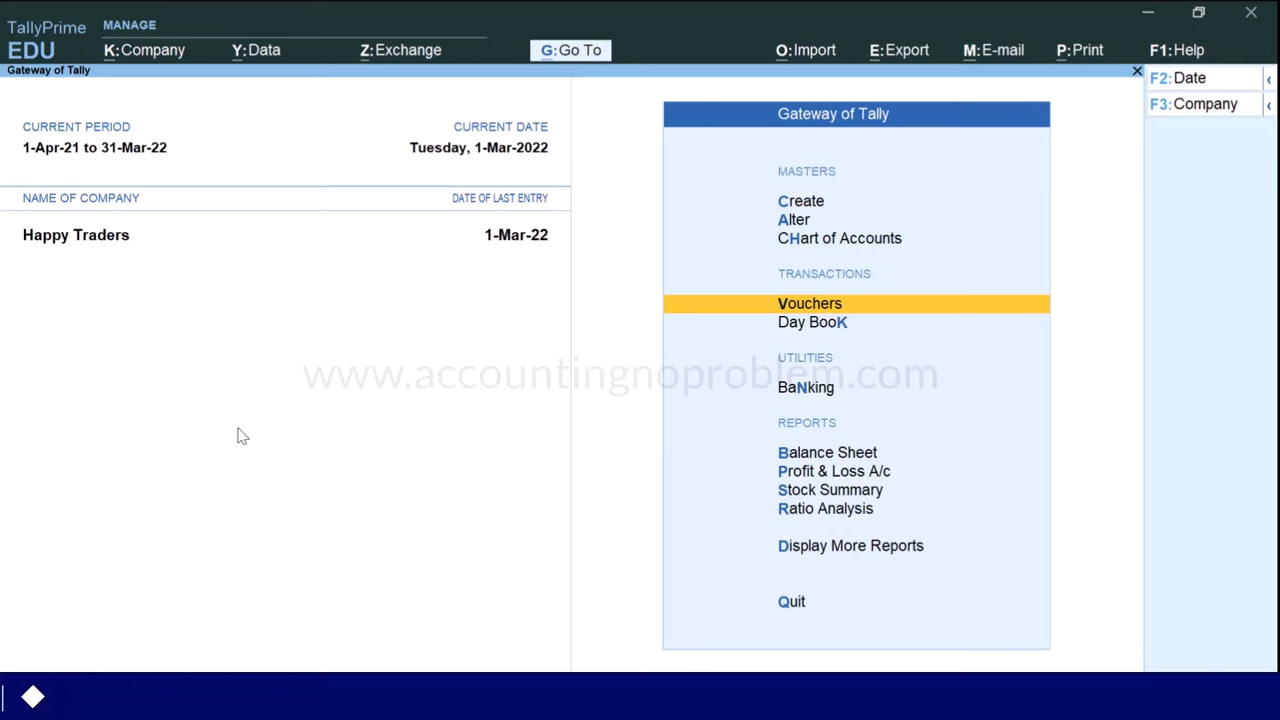 TallyPrime
EDU
MANAGE
K:Company Y:Data Z:Exchange G:Go To O:Import E:Export M:E-mail P:Print F1:Help
Gateway of Tally
F2:Date
F3:Company
CURRENT PERIOD CURRENT DATE
1-Apr-21 to 31-Mar-22 Tuesday, 1-Mar-2022
NAME OF COMPANY DATE OF LAST ENTRY
Happy Traders 1-Mar-22
Gateway of Tally
MASTERS
Create
Alter
CHart of Accounts
TRANSACTIONS
Vouchers
Day BooK
UTILITIES
BaNking
REPORTS
Balance Sheet
Profit & Loss A/c
Stock Summary
Ratio Analysis
Display More Reports
Quit
www.accountingnoproblem.com